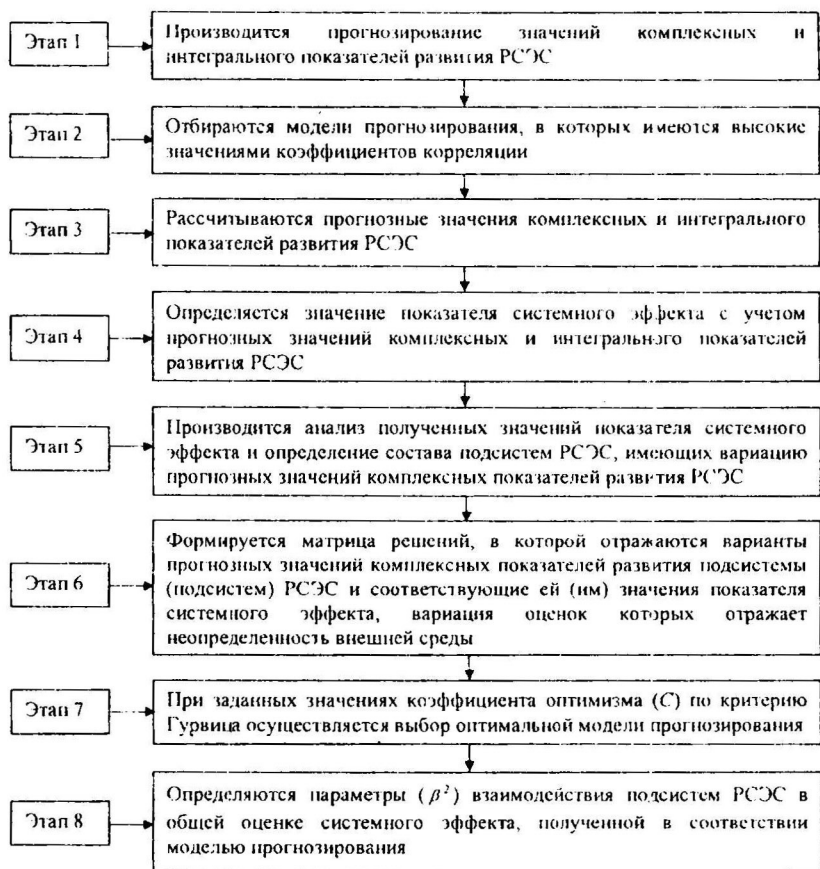 Этап 1
Производится прогнозирование значений комплексных и
интегрального показателей развития РСЭС
Этап 2
Отбираются модели прогнозирования, в которых имеются высокие
значениями коэффициентов корреляции
Этап 3
Рассчитываются прогнозные значения комплексных и интегрального
показателей развития РСЭС
Этап 4
Определяется значение показателя системного эффекта с учетом
прогнозных значений комплексных и интегрального показателей
развития РСЭС
Этап 5
Производится анализ полученных значений показателя системного
эффекта и определение состава подсистем РСЭС, имеющих вариацию
прогнозных значений комплексных показателей развития РСЭС
Этап 6
Формируется матрица решений, в которой отражаются варианты
прогнозных значений комплексных показателей развития подсистемы
(подсистем) РСЭС и соответствующие ей (им) значения показателя
системного эффекта, вариация оценок которых отражает
неопределенность внешней среды
Этап 7
При заданных значениях коэффициента оптимизма (C) по критерию
Гурвица осуществляется выбор оптимальной модели прогнозирования
Этап 8
Определяются параметры (β²) взаимодействия подсистем РСЭС в
общей оценке системного эффекта, полученной в соответствии
моделью прогнозирования